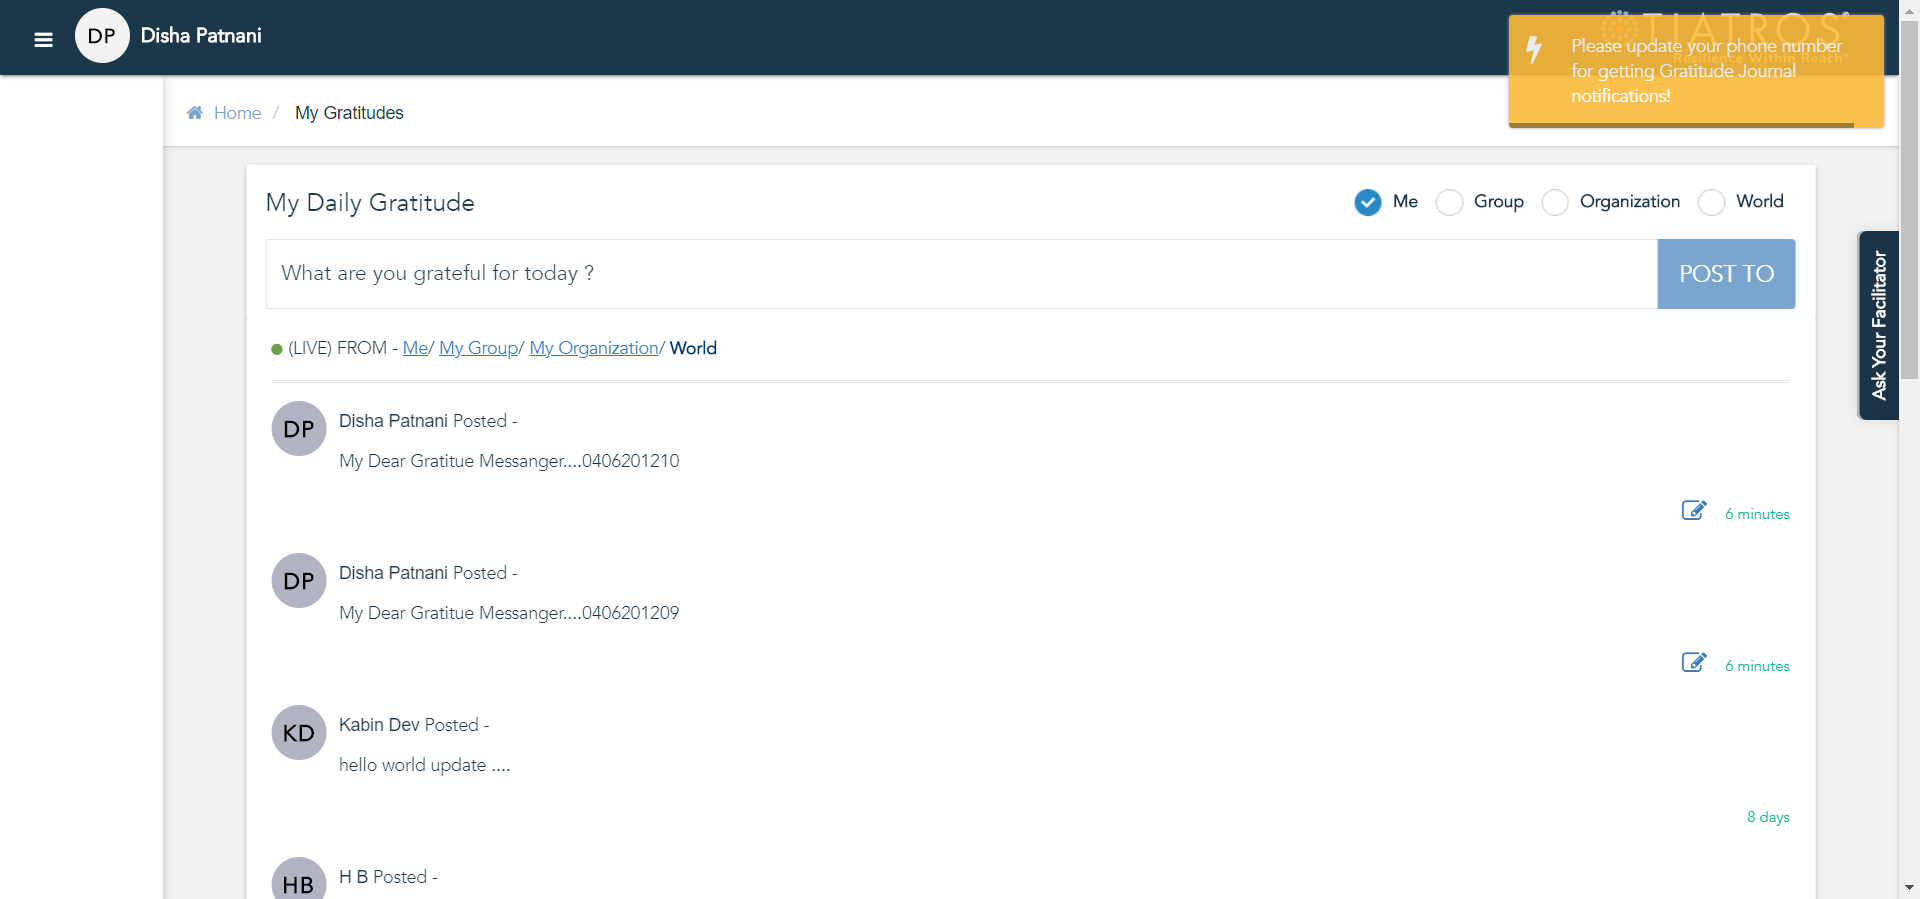 DP Disha Patnani
TIATROS®
Resilience Within Reach™
Please update your phone number
for getting Gratitude Journal
notifications!
Home / My Gratitudes
My Daily Gratitude
Me Group Organization World
What are you grateful for today ?
POST TO
Ask Your Facilitator
(LIVE) FROM - Me/ My Group/ My Organization/ World
DP
Disha Patnani Posted -
My Dear Gratitue Messanger....0406201210
6 minutes
DP
Disha Patnani Posted -
My Dear Gratitue Messanger....0406201209
6 minutes
KD
Kabin Dev Posted -
hello world update ....
8 days
HB
H B Posted -